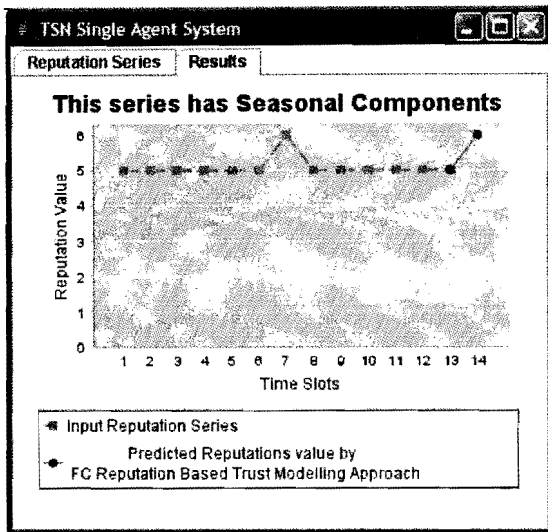 TSN Single Agent System
Reputation Series Results
This series has Seasonal Components
6
5
4
3
2
1
0
Reputation Value
1 2 3 4 5 6 7 8 9 10 11 12 13 14
Time Slots
Input Reputation Series
Predicted Reputations value by
FC Reputation Based Trust Modelling Approach